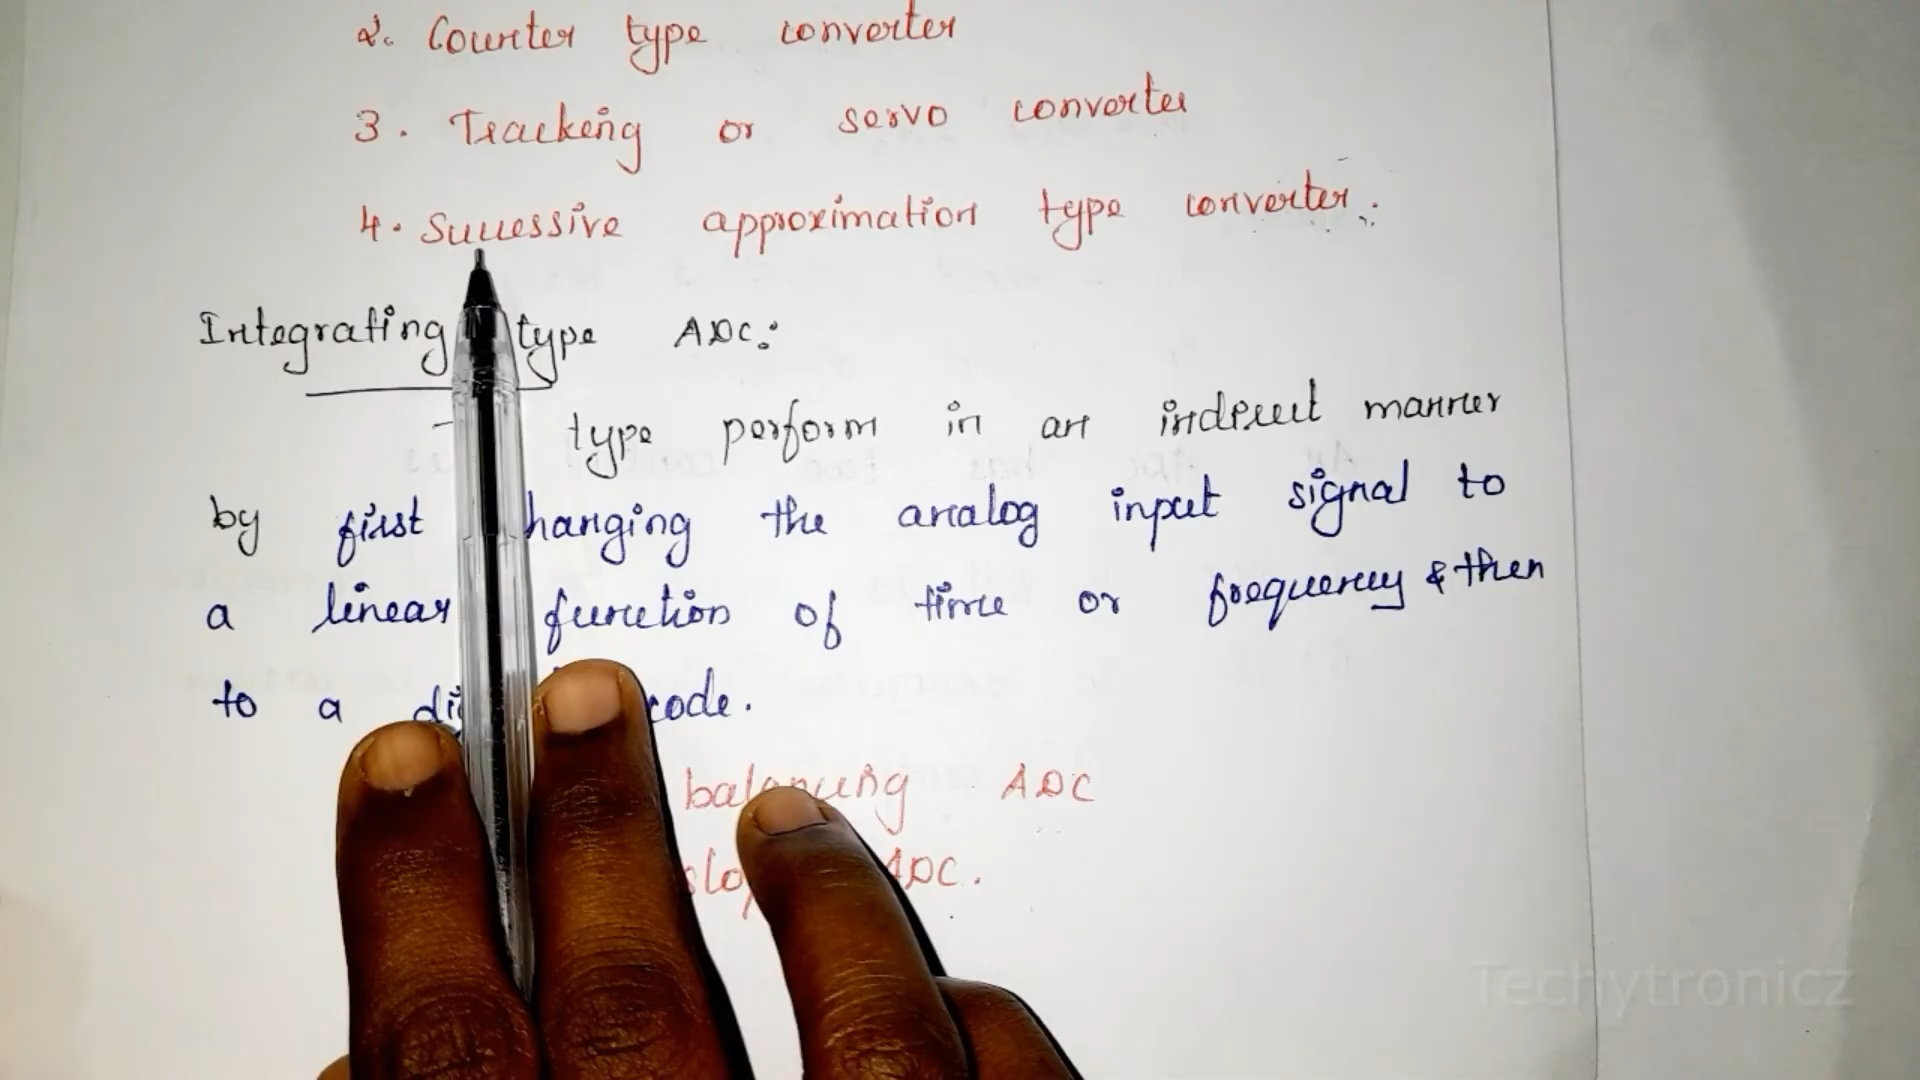 2. Counter type converter
3. Tracking or servo converter
4. Successive approximation type converter.
Integrating type ADC:
type perform in an indirect manner
by first changing the analog input signal to
a linear function of time or frequency & then
to a code.
balancing ADC
ADC.
Techytronicz